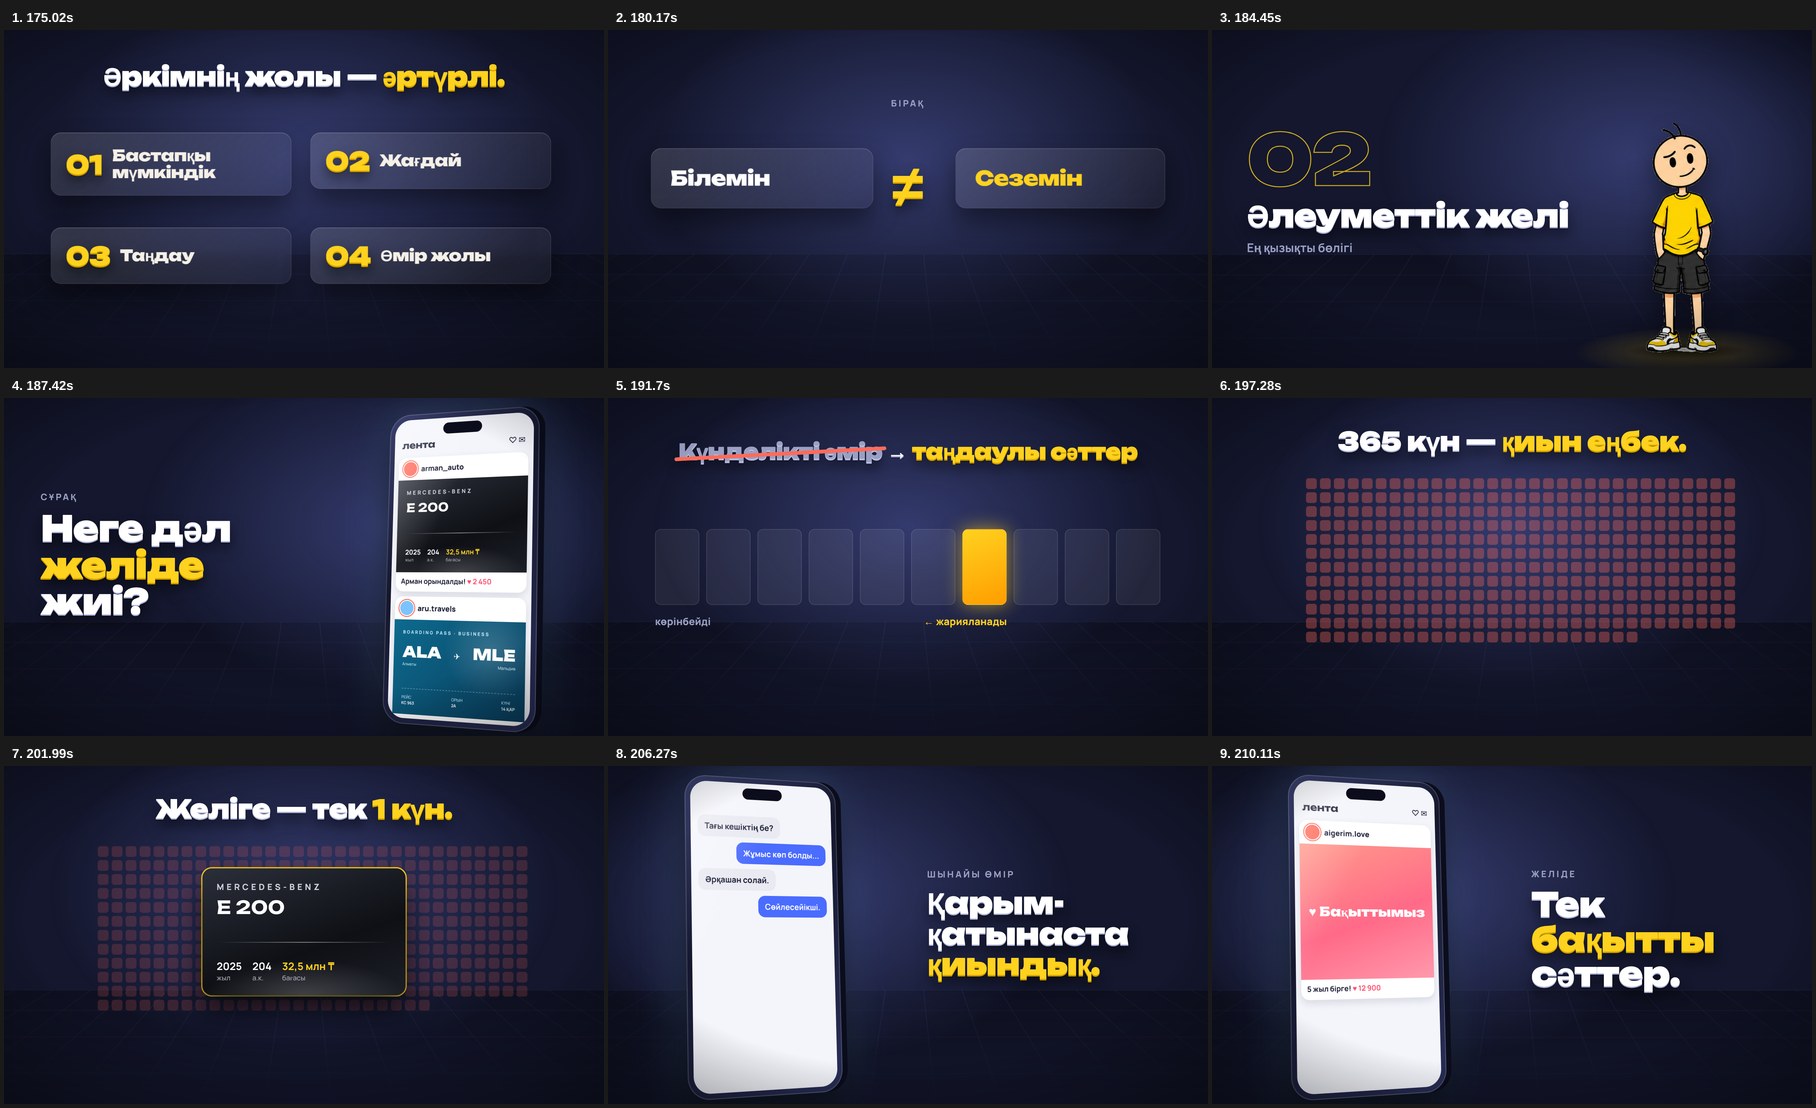 1. 175.02s
Әркімнің жолы — әртүрлі.
01 Бастапқы
мүмкіндік
02 Жағдай
03 Таңдау
04 Өмір жолы
2. 180.17s
БІРАҚ
Білемін
≠
Сеземін
3. 184.45s
02
Әлеуметтік желі
Ең қызықты бөлігі
4. 187.42s
СҰРАҚ
Неге дәл
желіде
жиі?
лента
arman_auto
MERCEDES-BENZ
E 200
2025 204 32,5 млн ₸
жыл а.к. бағасы
Арман орындалды! ♥ 2 450
aru.travels
BOARDING PASS · BUSINESS
ALA MLE
Алматы
5. 191.7s
Күнделікті өмір → таңдаулы сәттер
көрінбейді
← жарияланады
6. 197.28s
365 күн — қиын еңбек.
7. 201.99s
Желіге — тек 1 күн.
MERCEDES-BENZ
E 200
2025 204 32,5 млн ₸
жыл а.к. бағасы
8. 206.27s
Тағы кешіктің бе?
Жұмыс көп болды...
Әрқашан солай.
Сөйлесейікші.
ШЫНАЙЫ ӨМІР
Қарым-
қатынаста
қиындық.
9. 210.11s
лента
aigerim.love
♥ Бақыттымыз
5 жыл бірге! ♥ 12 900
ЖЕЛІДЕ
Тек
бақытты
сәттер.